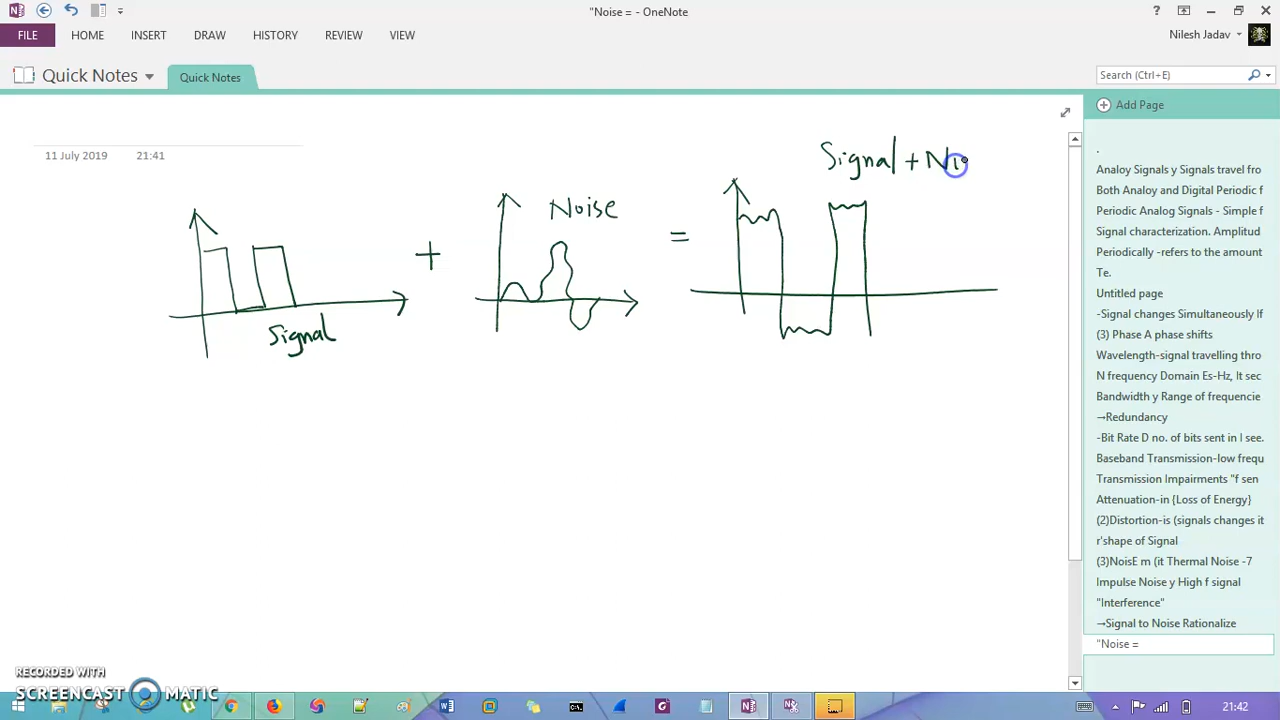 "Noise = - OneNote
FILE HOME INSERT DRAW HISTORY REVIEW VIEW
Nilesh Jadav
Quick Notes
Quick Notes
Search (Ctrl+E)
Add Page
11 July 2019 21:41
Signal + Ni
Noise
+
=
Signal
.
Analoy Signals y Signals travel fro
Both Analoy and Digital Periodic f
Periodic Analog Signals - Simple f
Signal characterization. Amplitud
Periodically -refers to the amount
Te.
Untitled page
-Signal changes Simultaneously If
(3) Phase A phase shifts
Wavelength-signal travelling thro
N frequency Domain Es-Hz, It sec
Bandwidth y Range of frequencie
→Redundancy
-Bit Rate D no. of bits sent in I see.
Baseband Transmission-low frequ
Transmission Impairments "f sen
Attenuation-in {Loss of Energy}
(2)Distortion-is (signals changes it
r'shape of Signal
(3)NoisE m (it Thermal Noise -7
Impulse Noise y High f signal
"Interference"
→Signal to Noise Rationalize
"Noise =
RECORDED WITH
SCREENCAST MATIC
21:42